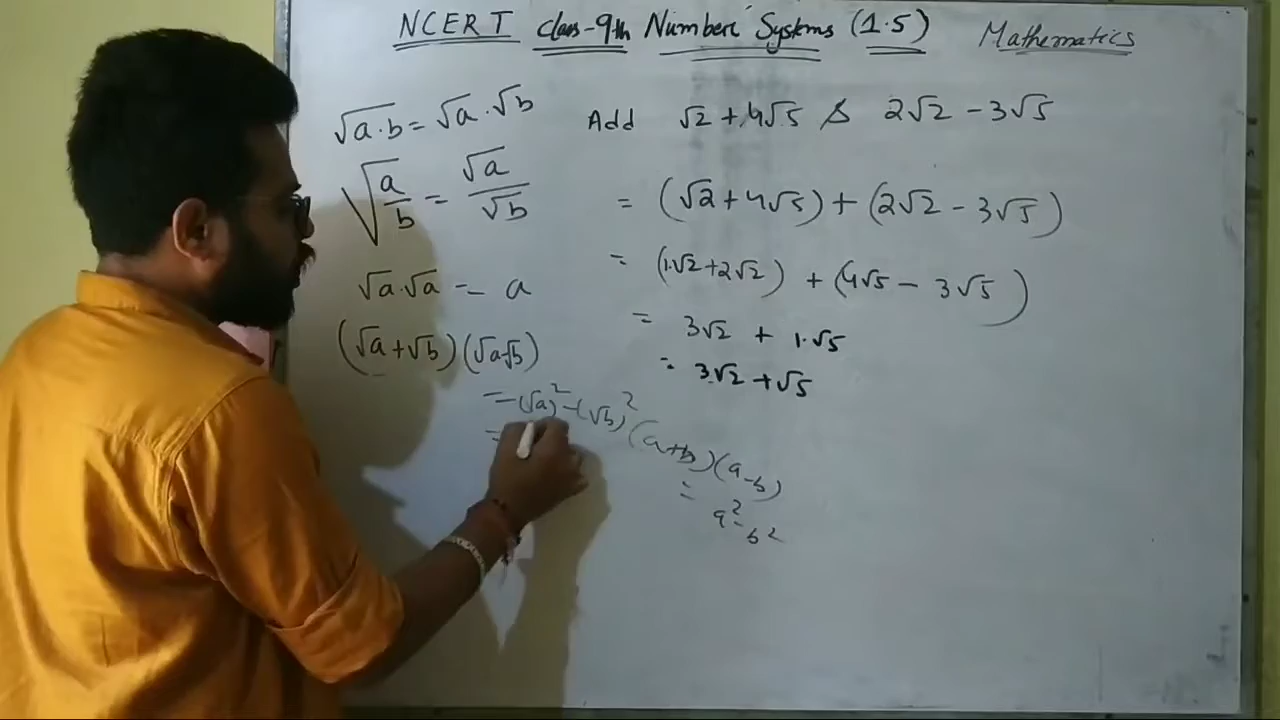 NCERT Class-9th Numbers Systems (1.5) Mathematics
√a·b = √a·√b
√a/b = √a/√b
√a·√a = a
(√a+√b)(√a-√b)
= (√a)² - (√b)²
=
(a+b)(a-b)
=
a²-b²
Add √2 + 4√5 & 2√2 - 3√5
= (√2 + 4√5) + (2√2 - 3√5)
= (1·√2 + 2√2) + (4√5 - 3√5)
= 3√2 + 1·√5
= 3√2 + √5